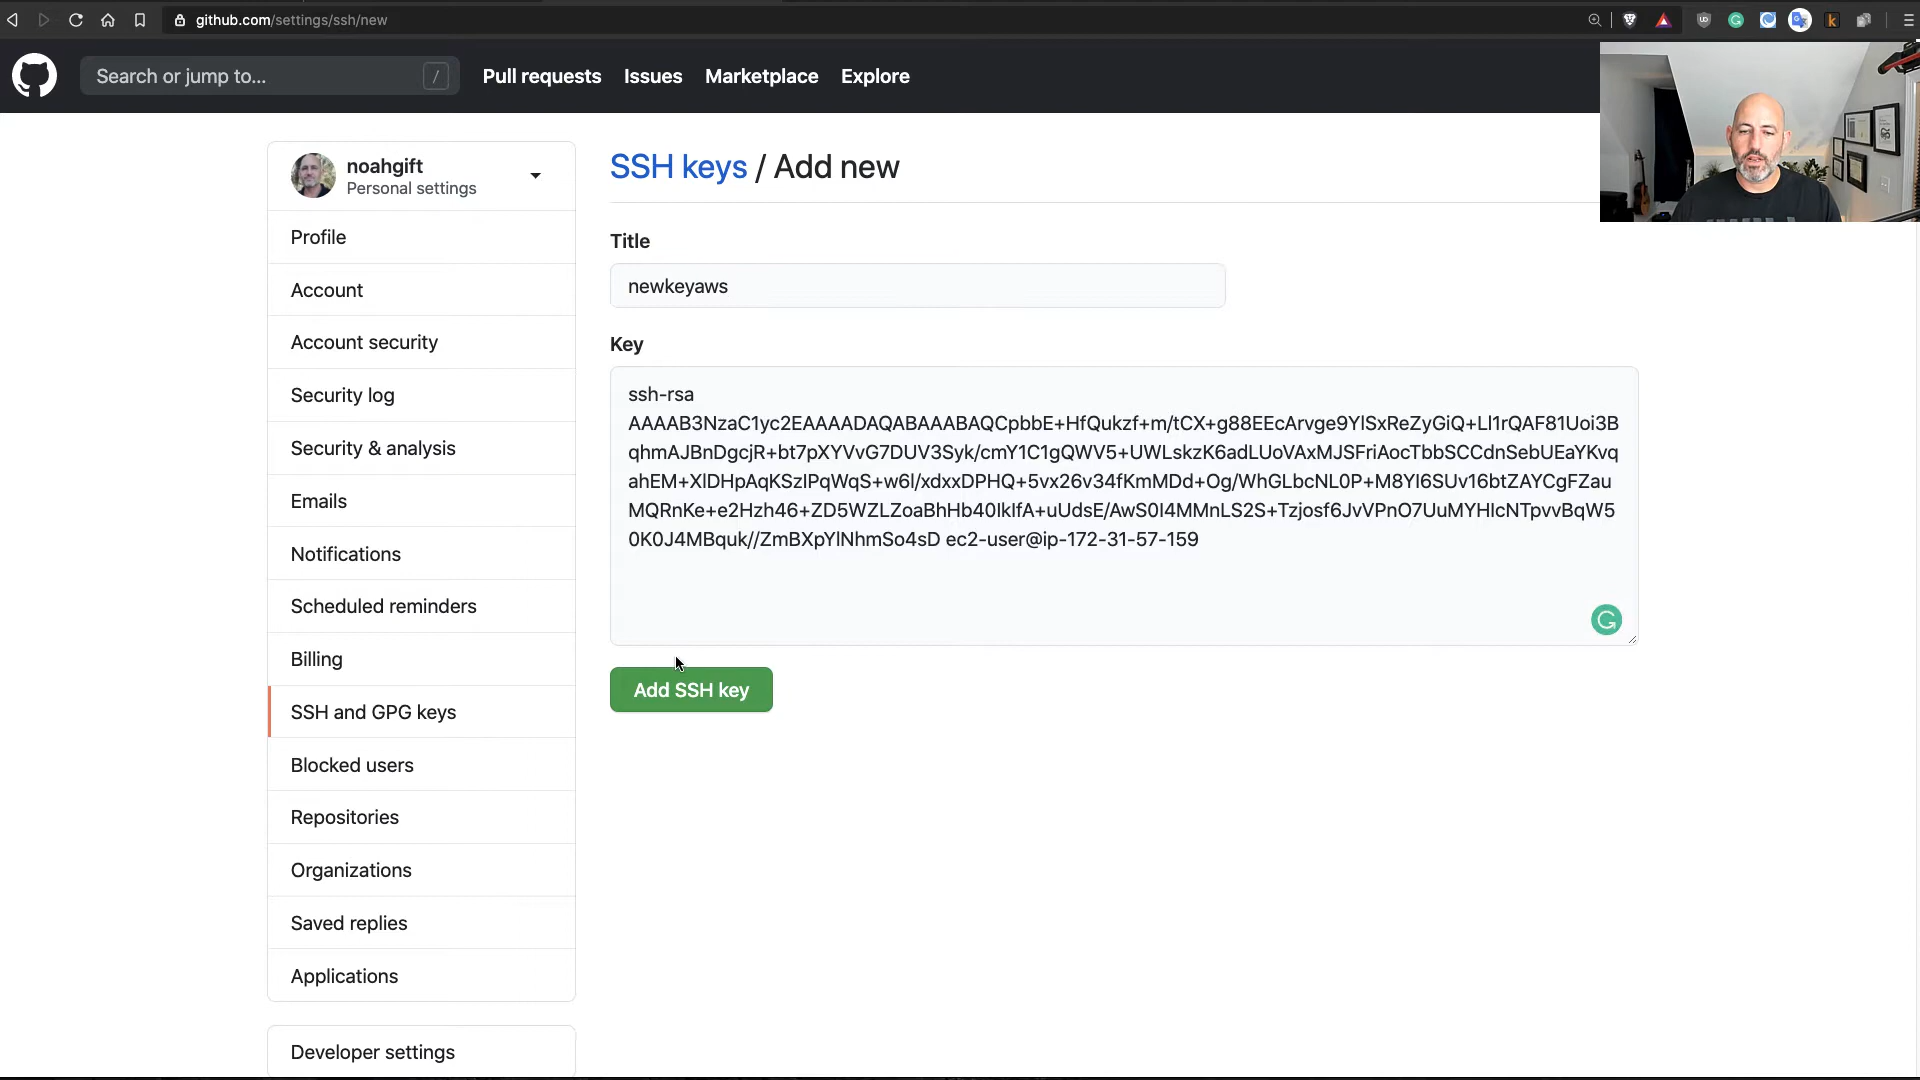 github.com/settings/ssh/new
Search or jump to... /
Pull requests
Issues
Marketplace
Explore
noahgift
Personal settings
Profile
Account
Account security
Security log
Security & analysis
Emails
Notifications
Scheduled reminders
Billing
SSH and GPG keys
Blocked users
Repositories
Organizations
Saved replies
Applications
Developer settings
SSH keys / Add new
Title
newkeyaws
Key
ssh-rsa
AAAAB3NzaC1yc2EAAAADAQABAAABAQCpbbE+HfQukzf+m/tCX+g88EEcArvge9YlSxReZyGiQ+Ll1rQAF81Uoi3B
qhmAJBnDgcjR+bt7pXYVvG7DUV3Syk/cmY1C1gQWV5+UWLskzK6adLUoVAxMJSFriAocTbbSCCdnSebUEaYKvq
ahEM+XlDHpAqKSzIPqWqS+w6l/xdxxDPHQ+5vx26v34fKmMDd+Og/WhGLbcNL0P+M8YI6SUv16btZAYCgFZau
MQRnKe+e2Hzh46+ZD5WZLZoaBhHb40IkIfA+uUdsE/AwS0I4MMnLS2S+Tzjosf6JvVPnO7UuMYHIcNTpvvBqW5
0K0J4MBquk//ZmBXpYlNhmSo4sD ec2-user@ip-172-31-57-159
Add SSH key